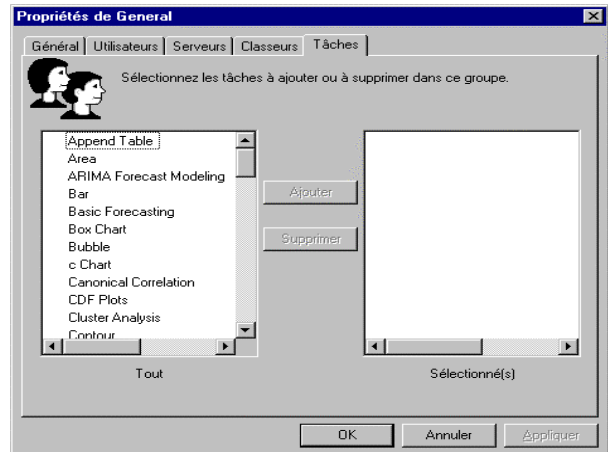 Propriétés de General
Général Utilisateurs Serveurs Classeurs Tâches
Sélectionnez les tâches à ajouter ou à supprimer dans ce groupe.
Append Table
Area
ARIMA Forecast Modeling
Bar
Basic Forecasting
Box Chart
Bubble
c Chart
Canonical Correlation
CDF Plots
Cluster Analysis
Contour
Ajouter
Supprimer
Tout
Sélectionné(s)
OK Annuler Appliquer